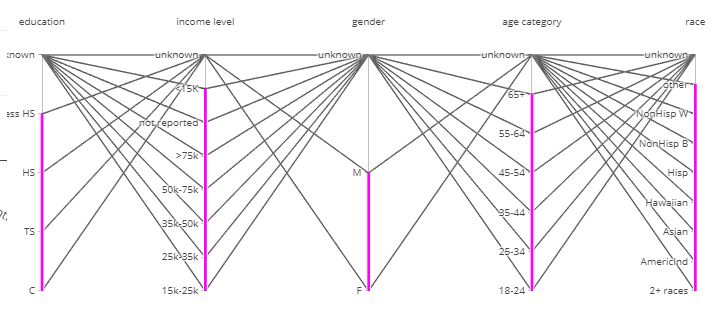 education
income level
gender
age category
race
unknown
unknown
unknown
unknown
<15K
other
65+
ess HS
NonHisp W
not reported
55-64
NonHisp B
>75k
HS
M
45-54
Hisp
50k-75k
Hawaiian
35-44
35k-50k
TS
Asian
25-34
25k-35k
AmericInd
C
15k-25k
F
18-24
2+ races